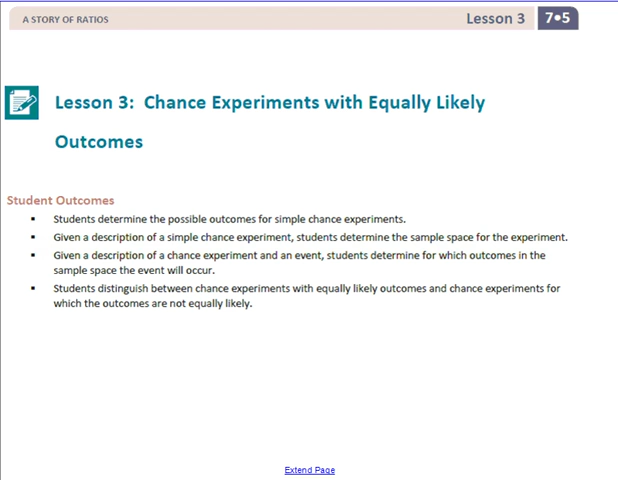 A STORY OF RATIOS
Lesson 3
7•5
Lesson 3: Chance Experiments with Equally Likely
Outcomes
Student Outcomes
▪ Students determine the possible outcomes for simple chance experiments.
▪ Given a description of a simple chance experiment, students determine the sample space for the experiment.
▪ Given a description of a chance experiment and an event, students determine for which outcomes in the
sample space the event will occur.
▪ Students distinguish between chance experiments with equally likely outcomes and chance experiments for
which the outcomes are not equally likely.
Extend Page